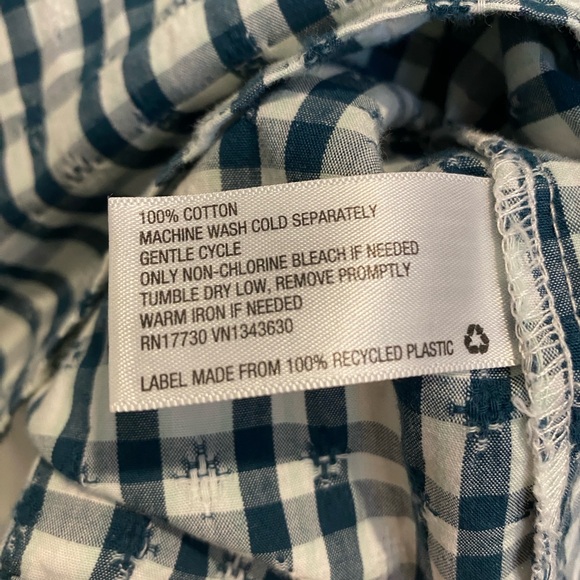 100% COTTON
MACHINE WASH COLD SEPARATELY
GENTLE CYCLE
ONLY NON-CHLORINE BLEACH IF NEEDED
TUMBLE DRY LOW, REMOVE PROMPTLY
WARM IRON IF NEEDED
RN17730 VN1343630
LABEL MADE FROM 100% RECYCLED PLASTIC